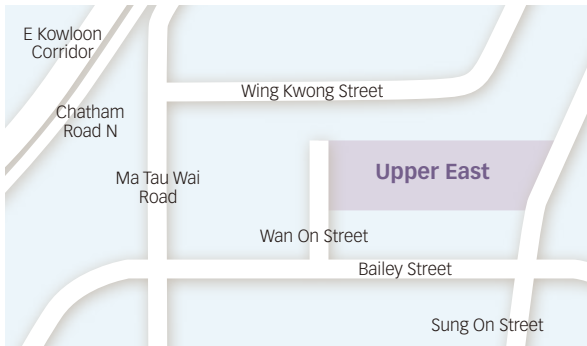 E Kowloon
Corridor
Wing Kwong Street
Chatham
Road N
Ma Tau Wai
Road
Upper East
Wan On Street
Bailey Street
Sung On Street